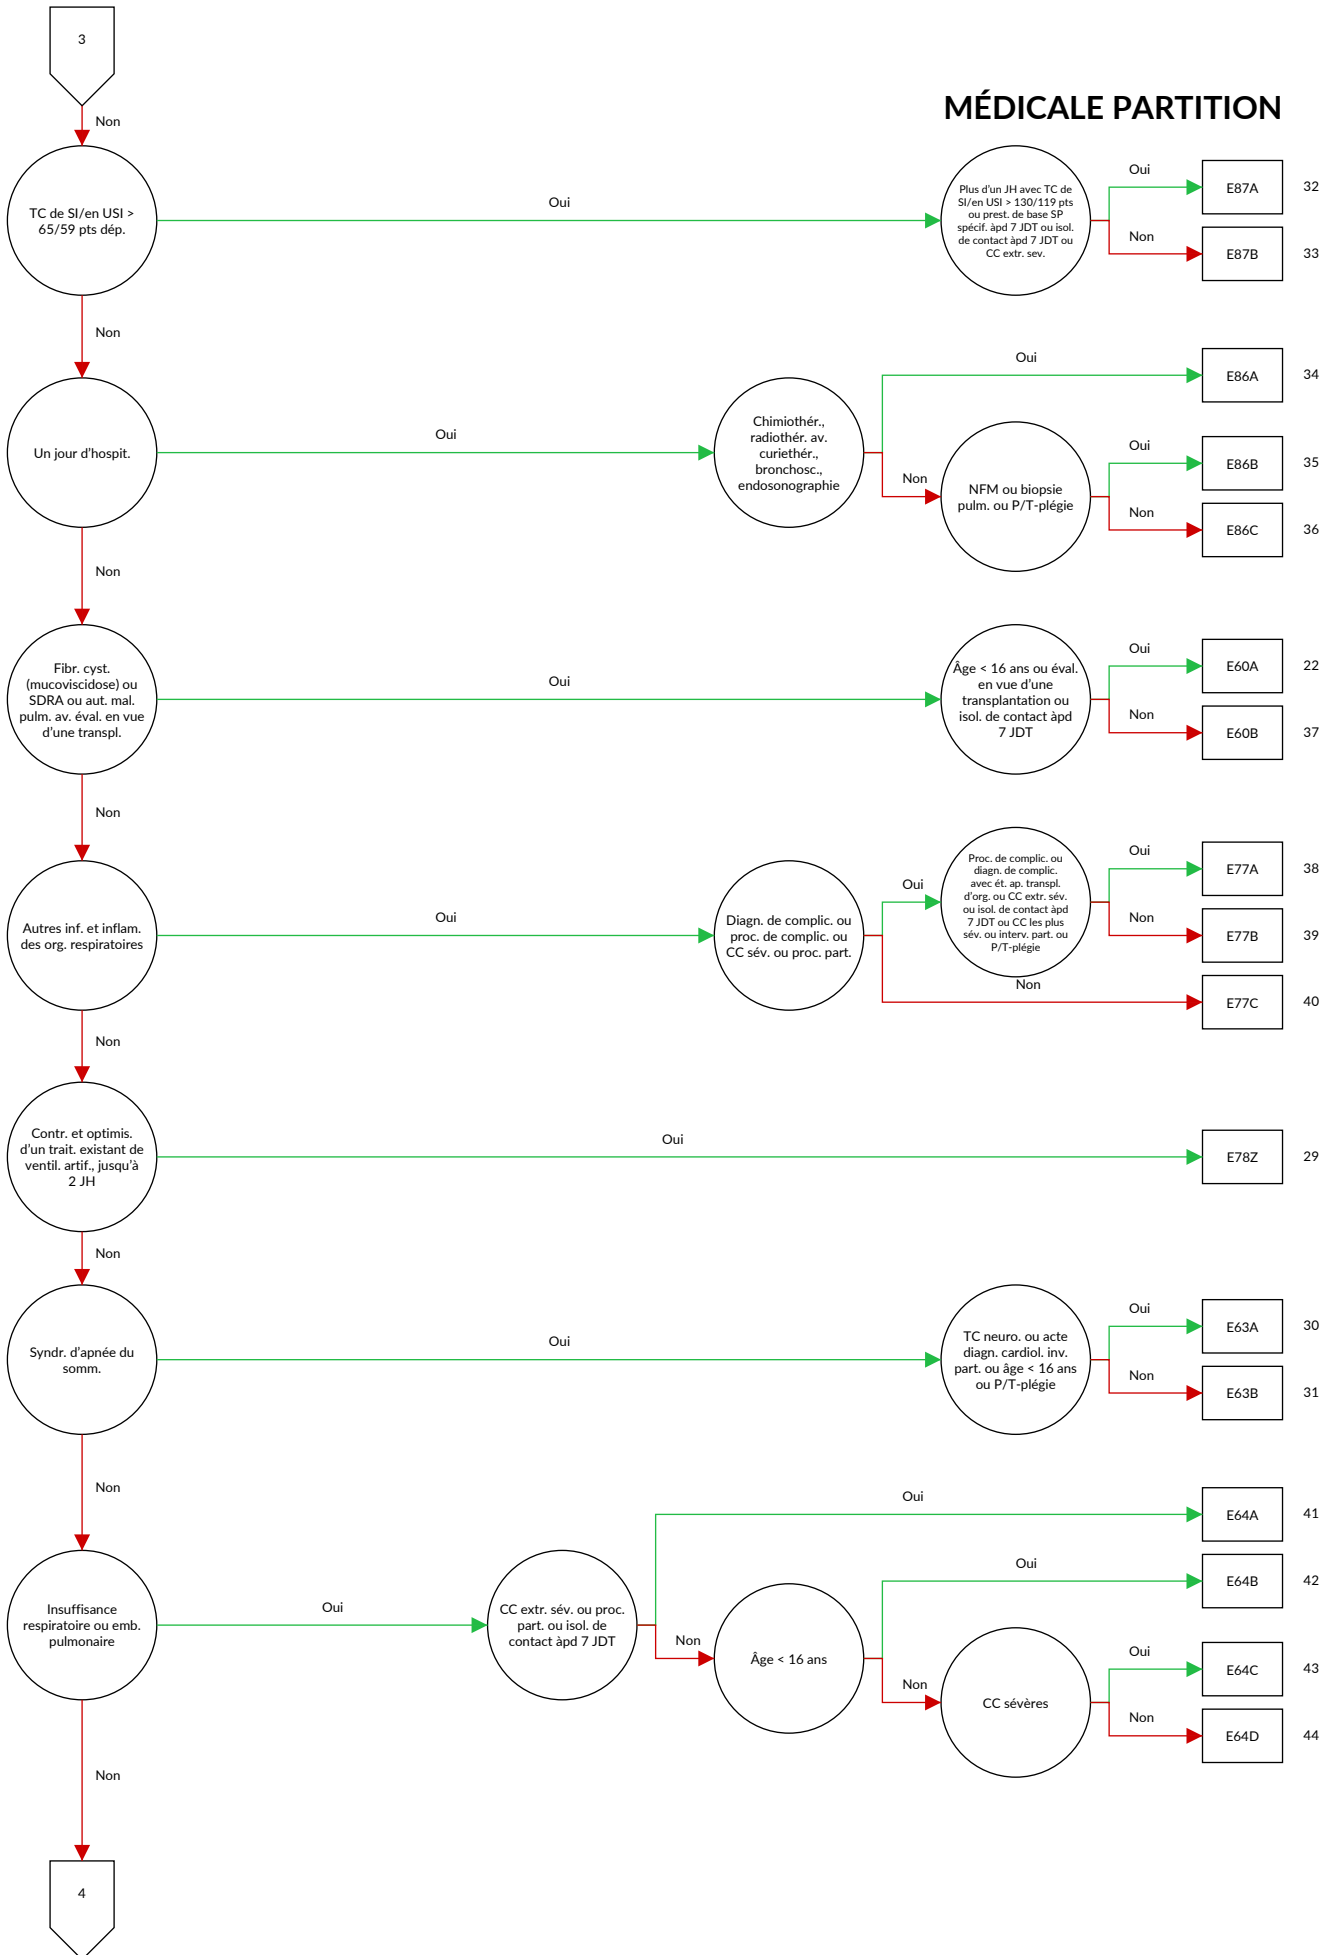 3
MÉDICALE PARTITION
Non
TC de SI/en USI >
65/59 pts dép.
Oui
Plus d'un JH avec TC de
SI/en USI > 130/119 pts
ou prest. de base SP
spécif. àpd 7 JDT ou isol.
de contact àpd 7 JDT ou
CC extr. sev.
Oui
E87A
32
Non
E87B
33
Non
Un jour d'hospit.
Oui
Chimiothér.,
radiothér. av.
curiethér.,
bronchosc.,
endosonographie
Oui
E86A
34
Non
NFM ou biopsie
pulm. ou P/T-plégie
Oui
E86B
35
Non
E86C
36
Non
Fibr. cyst.
(mucoviscidose) ou
SDRA ou aut. mal.
pulm. av. éval. en vue
d'une transpl.
Oui
Âge < 16 ans ou éval.
en vue d'une
transplantation ou
isol. de contact àpd
7 JDT
Oui
E60A
22
Non
E60B
37
Non
Autres inf. et inflam.
des org. respiratoires
Oui
Diagn. de complic. ou
proc. de complic. ou
CC sév. ou proc. part.
Oui
Proc. de complic. ou
diagn. de complic.
avec ét. ap. transpl.
d'org. ou CC extr. sév.
ou isol. de contact àpd
7 JDT ou CC les plus
sév. ou interv. part. ou
P/T-plégie
Oui
E77A
38
Non
E77B
39
Non
E77C
40
Non
Contr. et optimis.
d'un trait. existant de
ventil. artif., jusqu'à
2 JH
Oui
E78Z
29
Non
Syndr. d'apnée du
somm.
Oui
TC neuro. ou acte
diagn. cardiol. inv.
part. ou âge < 16 ans
ou P/T-plégie
Oui
E63A
30
Non
E63B
31
Non
Insuffisance
respiratoire ou emb.
pulmonaire
Oui
CC extr. sév. ou proc.
part. ou isol. de
contact àpd 7 JDT
Oui
E64A
41
Non
Âge < 16 ans
Oui
E64B
42
Non
CC sévères
Oui
E64C
43
Non
E64D
44
Non
4